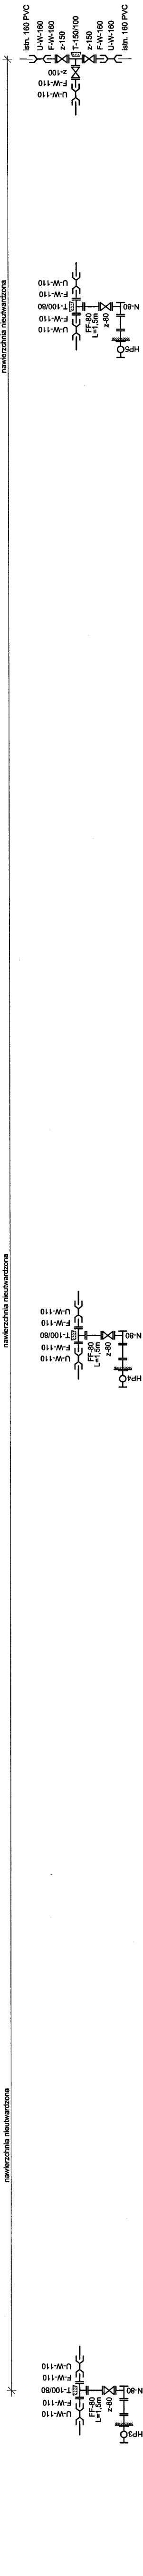 istn. 160 PVC
U-W-160
F-W-160
z-150
T-150/100
z-150
F-W-160
U-W-160
istn. 160 PVC
z-100
F-W-110
U-W-110
nawierzchnia nieutwardzona
U-W-110
F-W-110
T-100/80
F-W-110
U-W-110
FF-80
L=1,5m
z-80
N-80
HP5
nawierzchnia nieutwardzona
U-W-110
F-W-110
T-100/80
F-W-110
U-W-110
FF-80
L=1,5m
z-80
N-80
HP4
nawierzchnia nieutwardzona
U-W-110
F-W-110
T-100/80
F-W-110
U-W-110
FF-80
L=1,5m
z-80
N-80
HP3